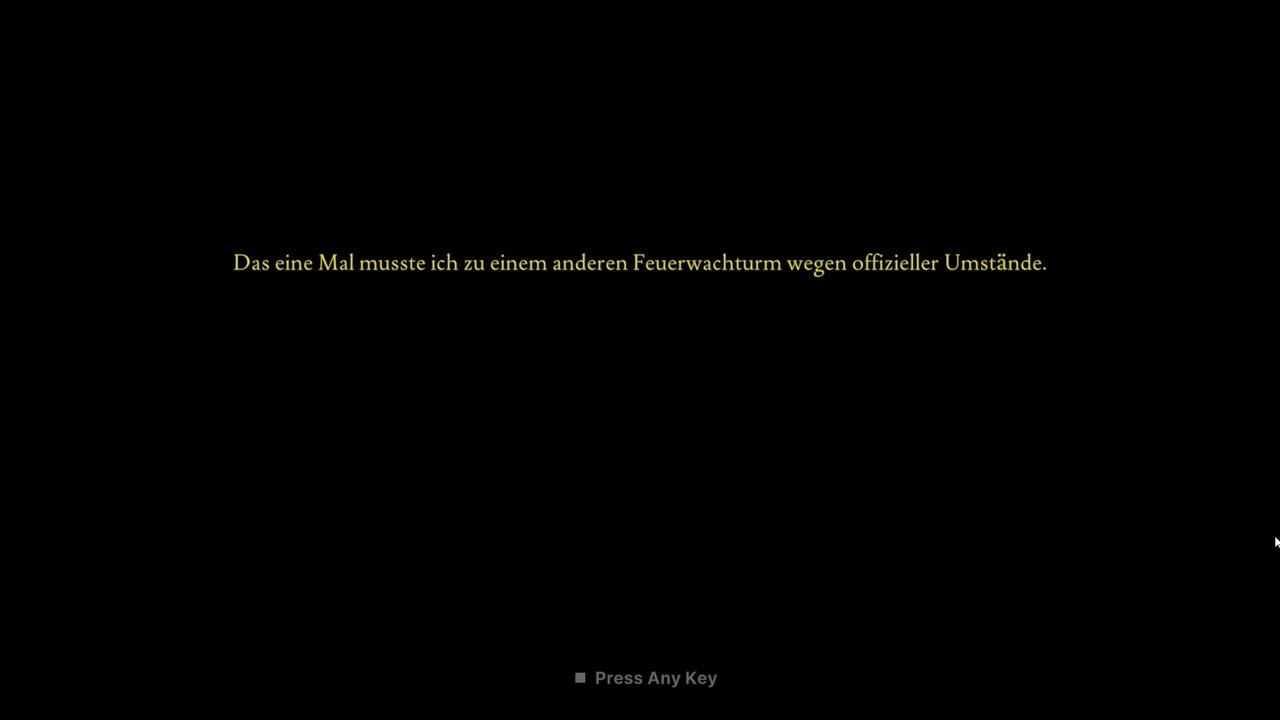 Das eine Mal musste ich zu einem anderen Feuerwachturm wegen offizieller Umstände.
Press Any Key